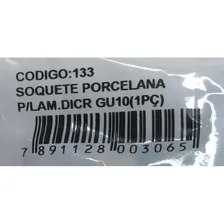 CODIGO:133
SOQUETE PORCELANA
P/LAM.DICR GU10(1PÇ)
7 891128 003065